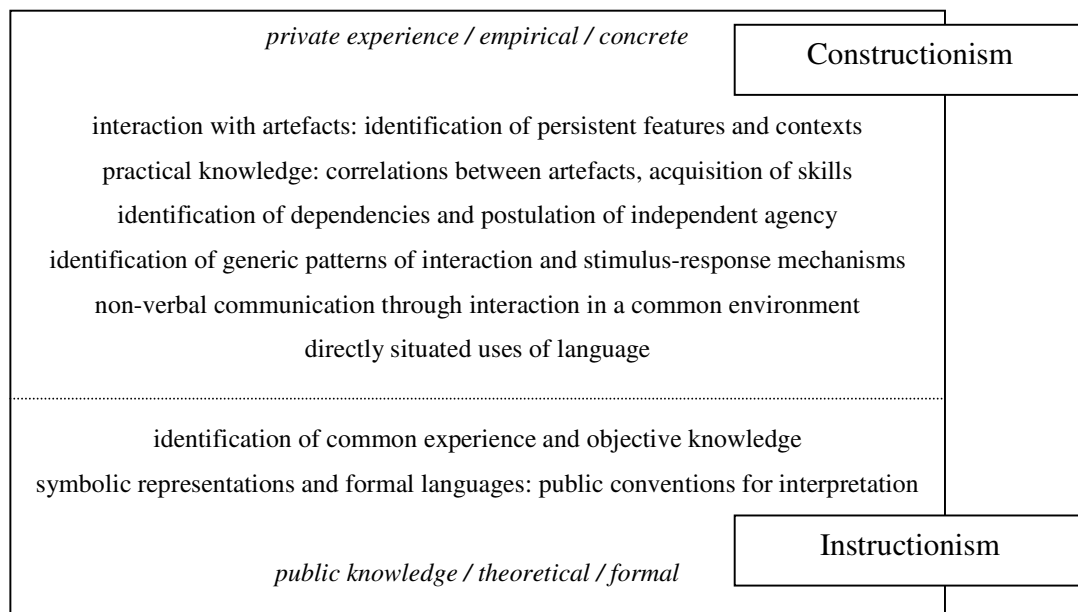 private experience / empirical / concrete
Constructionism
interaction with artefacts: identification of persistent features and contexts
practical knowledge: correlations between artefacts, acquisition of skills
identification of dependencies and postulation of independent agency
identification of generic patterns of interaction and stimulus-response mechanisms
non-verbal communication through interaction in a common environment
directly situated uses of language
identification of common experience and objective knowledge
symbolic representations and formal languages: public conventions for interpretation
Instructionism
public knowledge / theoretical / formal